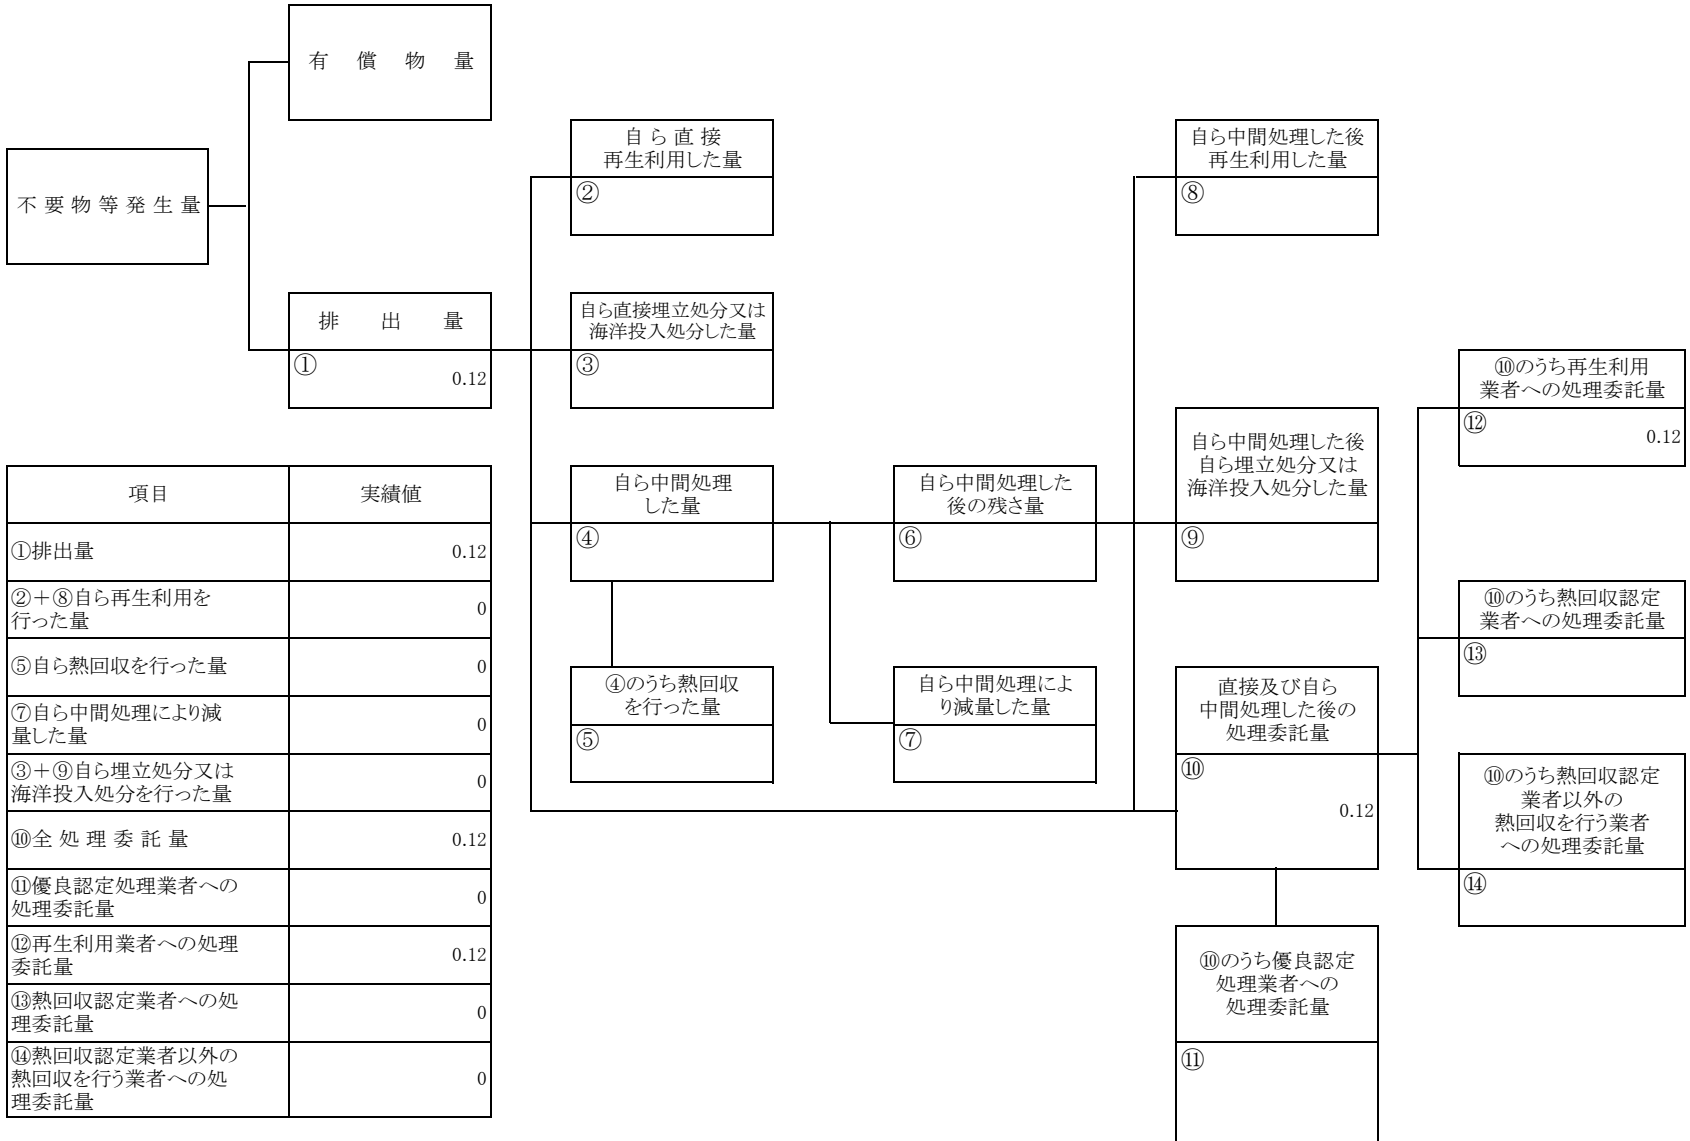 有 償 物 量
不 要 物 等 発 生 量
排 出 量
①
0.12
自 ら 直 接
再生利用した量
②
自ら直接埋立処分又は
海洋投入処分した量
③
自ら中間処理
した量
④
④のうち熱回収
を行った量
⑤
自ら中間処理した
後の残さ量
⑥
自ら中間処理によ
り減量した量
⑦
自ら中間処理した後
再生利用した量
⑧
自ら中間処理した後
自ら埋立処分又は
海洋投入処分した量
⑨
直接及び自ら
中間処理した後の
処理委託量
⑩
0.12
⑩のうち優良認定
処理業者への
処理委託量
⑪
⑩のうち再生利用
業者への処理委託量
⑫
0.12
⑩のうち熱回収認定
業者への処理委託量
⑬
⑩のうち熱回収認定
業者以外の
熱回収を行う業者
への処理委託量
⑭
項目 実績値
①排出量 0.12
②＋⑧自ら再生利用を
行った量 0
⑤自ら熱回収を行った量 0
⑦自ら中間処理により減
量した量 0
③＋⑨自ら埋立処分又は
海洋投入処分を行った量 0
⑩全 処 理 委 託 量 0.12
⑪優良認定処理業者への
処理委託量 0
⑫再生利用業者への処理
委託量 0.12
⑬熱回収認定業者への処
理委託量 0
⑭熱回収認定業者以外の
熱回収を行う業者への処
理委託量 0